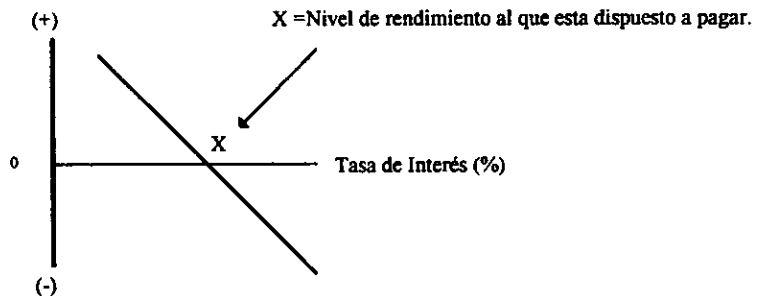 (+)
X =Nivel de rendimiento al que esta dispuesto a pagar.
X
0
Tasa de Interés (%)
(-)